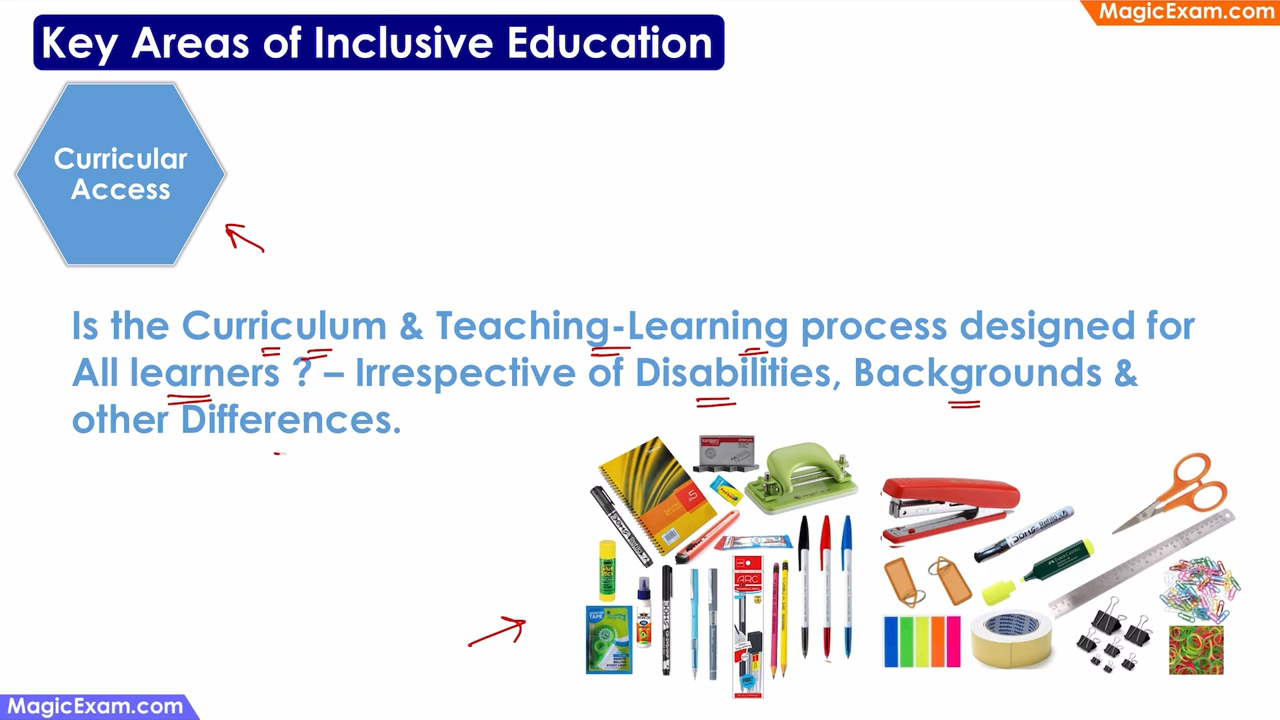 MagicExam.com
Key Areas of Inclusive Education
Curricular
Access
Is the Curriculum & Teaching-Learning process designed for
All learners ? – Irrespective of Disabilities, Backgrounds &
other Differences.
MagicExam.com